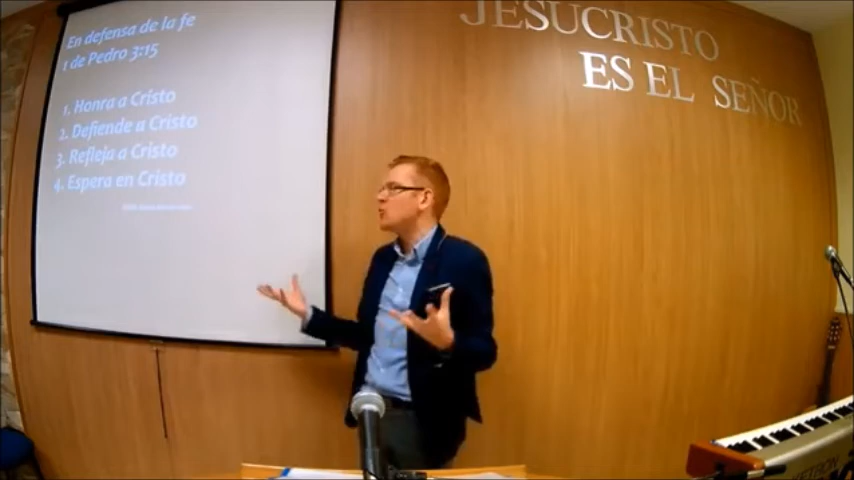 En defensa de la fe
1 de Pedro 3:15
1. Honra a Cristo
2. Defiende a Cristo
3. Refleja a Cristo
4. Espera en Cristo
JESUCRISTO
ES EL SEÑOR